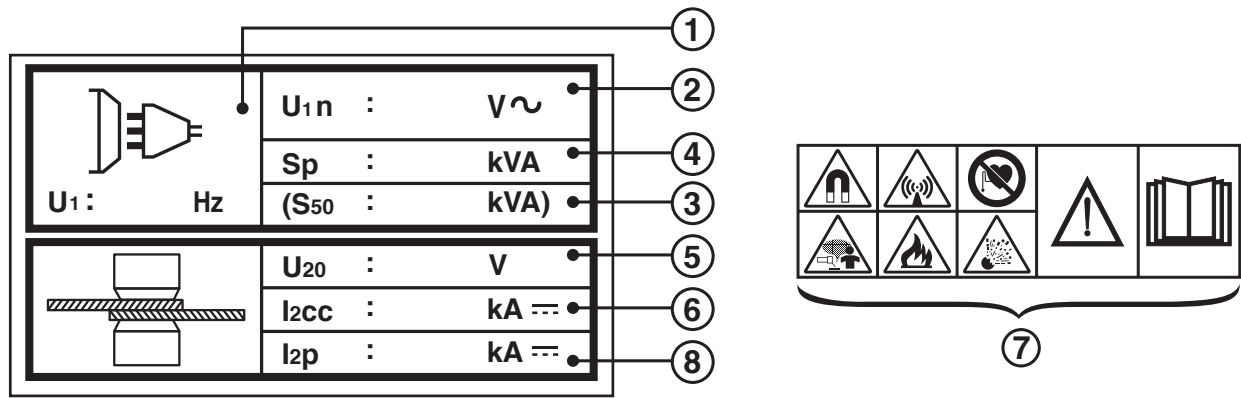 1
U1n : V~
2
Sp : kVA
4
U1: Hz
(S50 : kVA)
3
U20 : V
5
I2cc : kA
6
I2p : kA
8
7